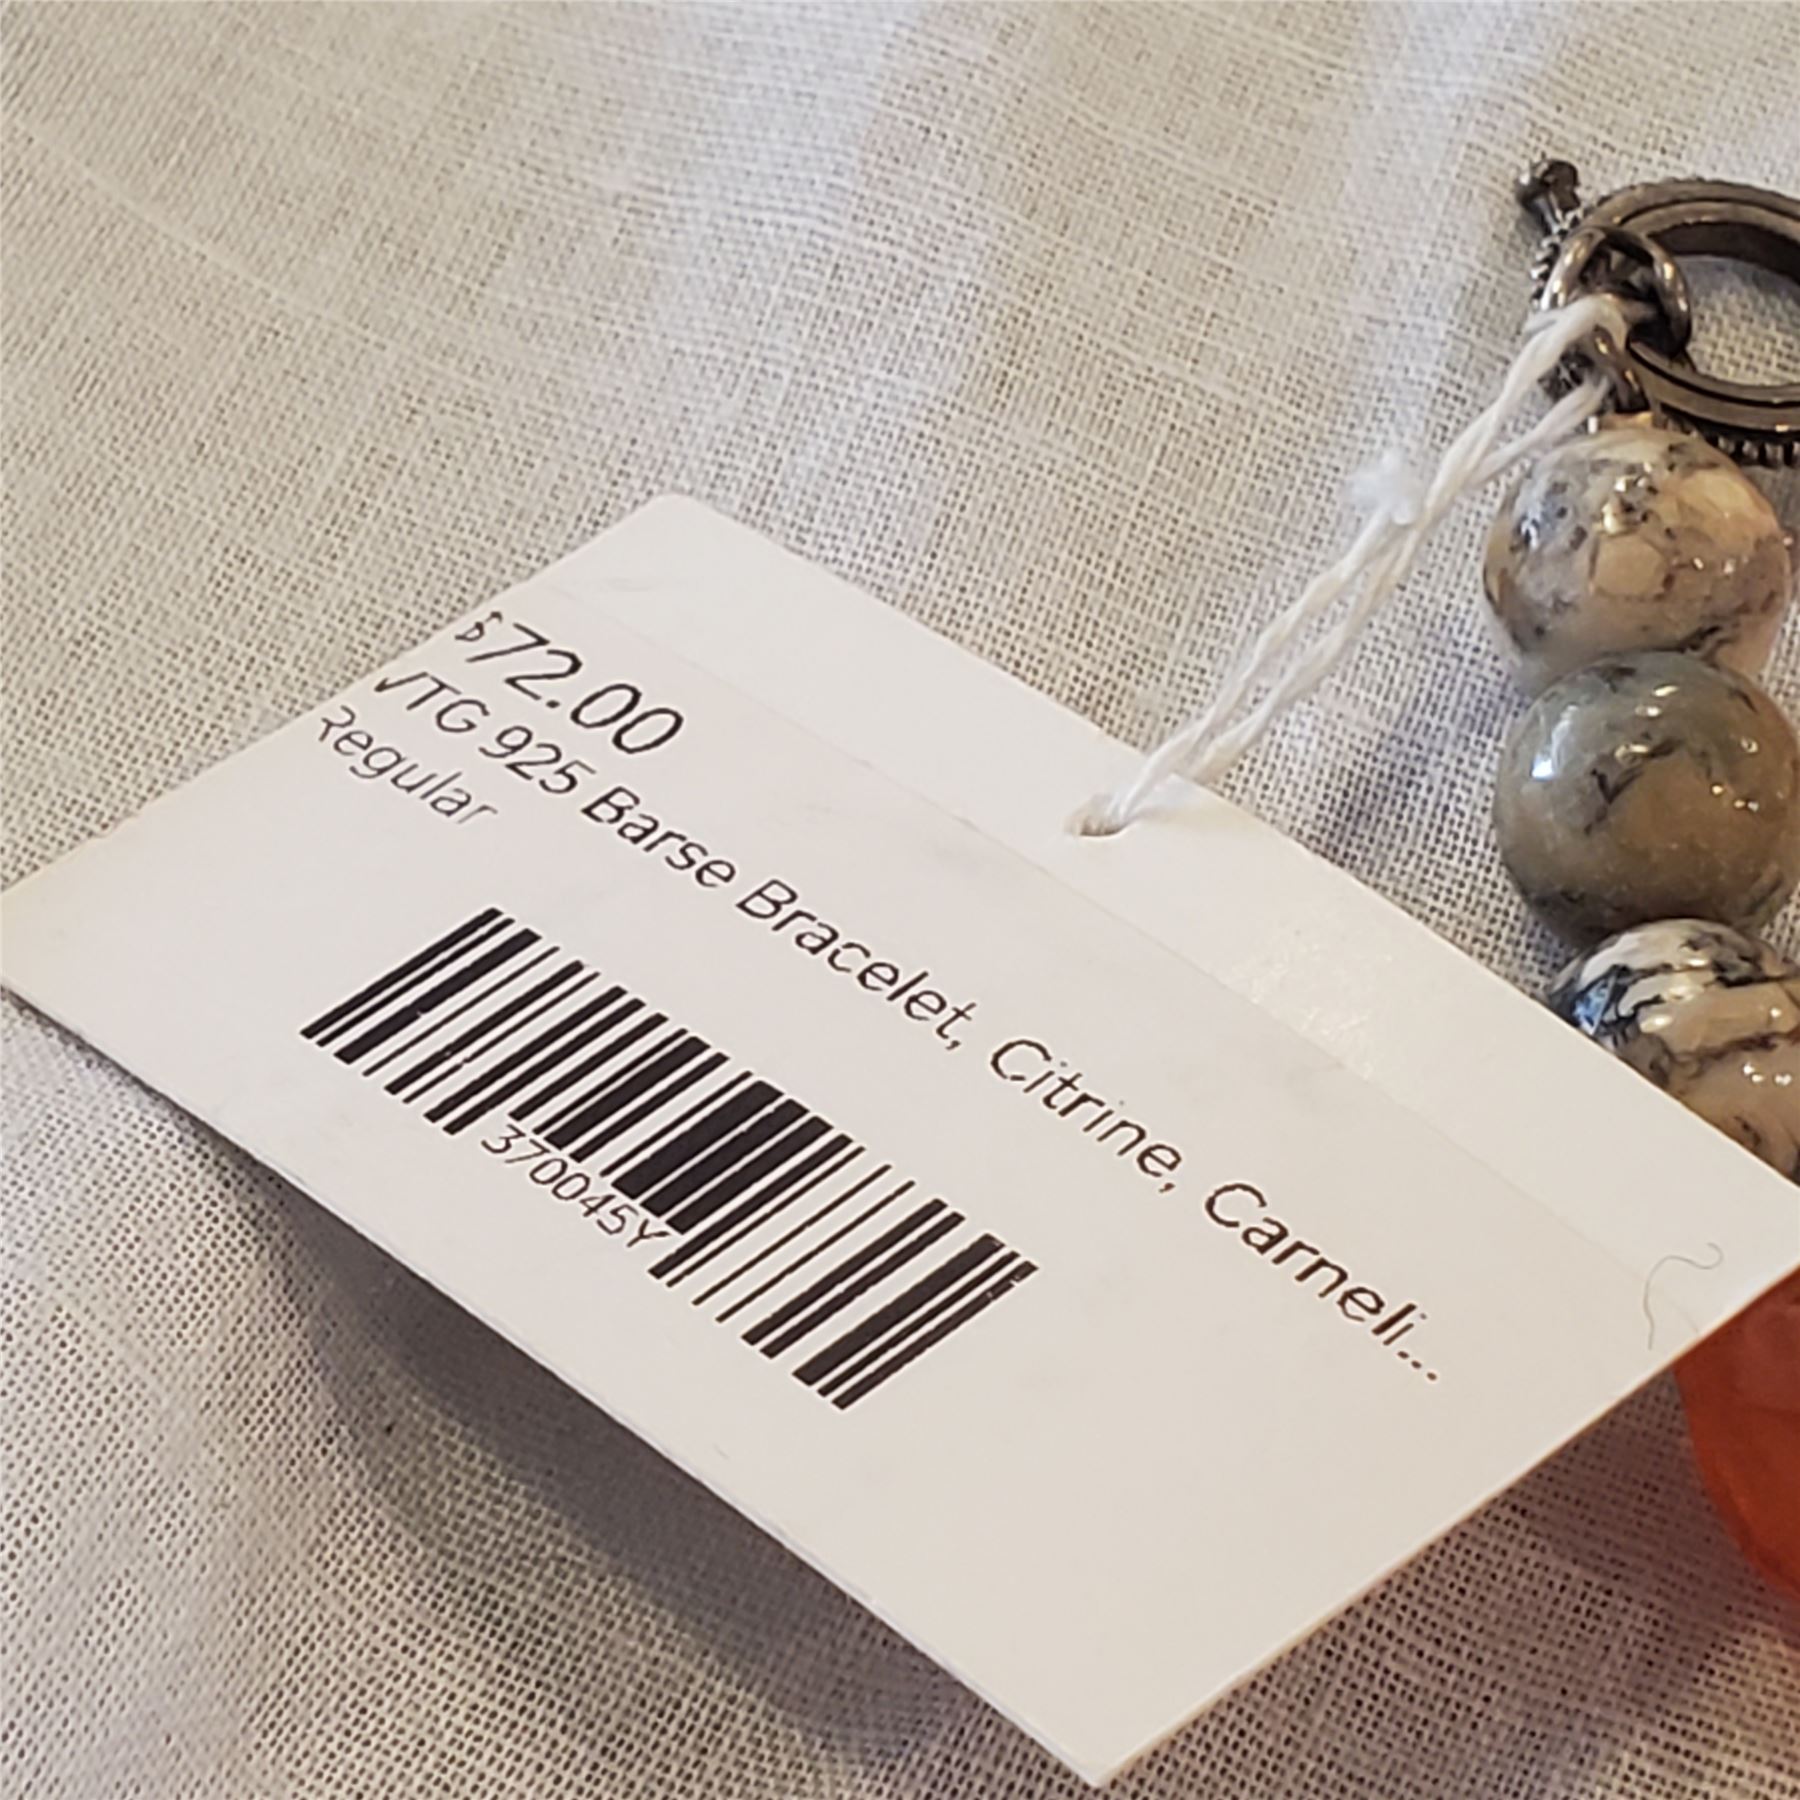 $72.00
VTG 925 Barse Bracelet, Citrine, Carneli...
Regular
370045Y